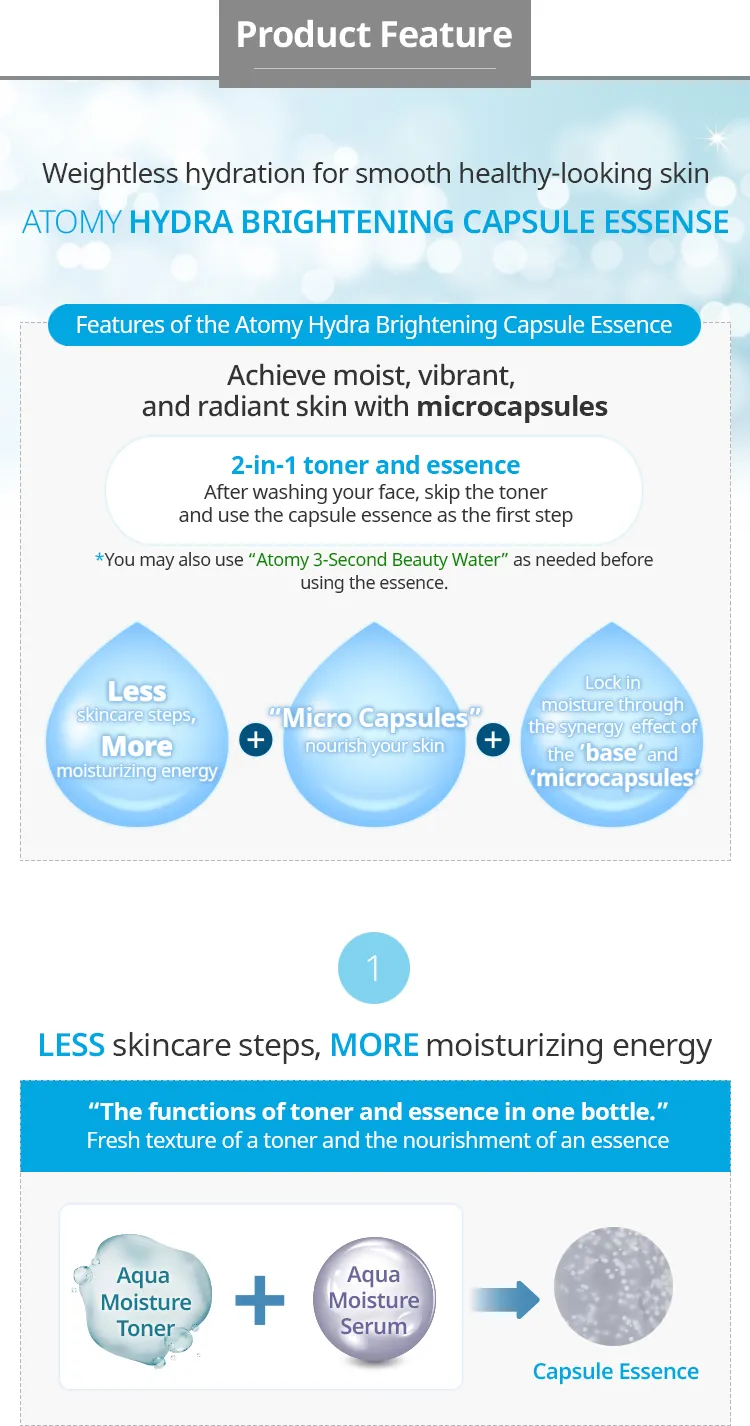 Product Feature
Weightless hydration for smooth healthy-looking skin
ATOMY HYDRA BRIGHTENING CAPSULE ESSENSE
Features of the Atomy Hydra Brightening Capsule Essence
Achieve moist, vibrant,
and radiant skin with microcapsules
2-in-1 toner and essence
After washing your face, skip the toner
and use the capsule essence as the first step
*You may also use “Atomy 3-Second Beauty Water” as needed before
using the essence.
Less
skincare steps,
More
moisturizing energy
+
“Micro Capsules”
nourish your skin
+
Lock in
moisture through
the synergy effect of
the ’base’ and
‘microcapsules’
1
LESS skincare steps, MORE moisturizing energy
“The functions of toner and essence in one bottle.”
Fresh texture of a toner and the nourishment of an essence
Aqua
Moisture
Toner
+
Aqua
Moisture
Serum
Capsule Essence